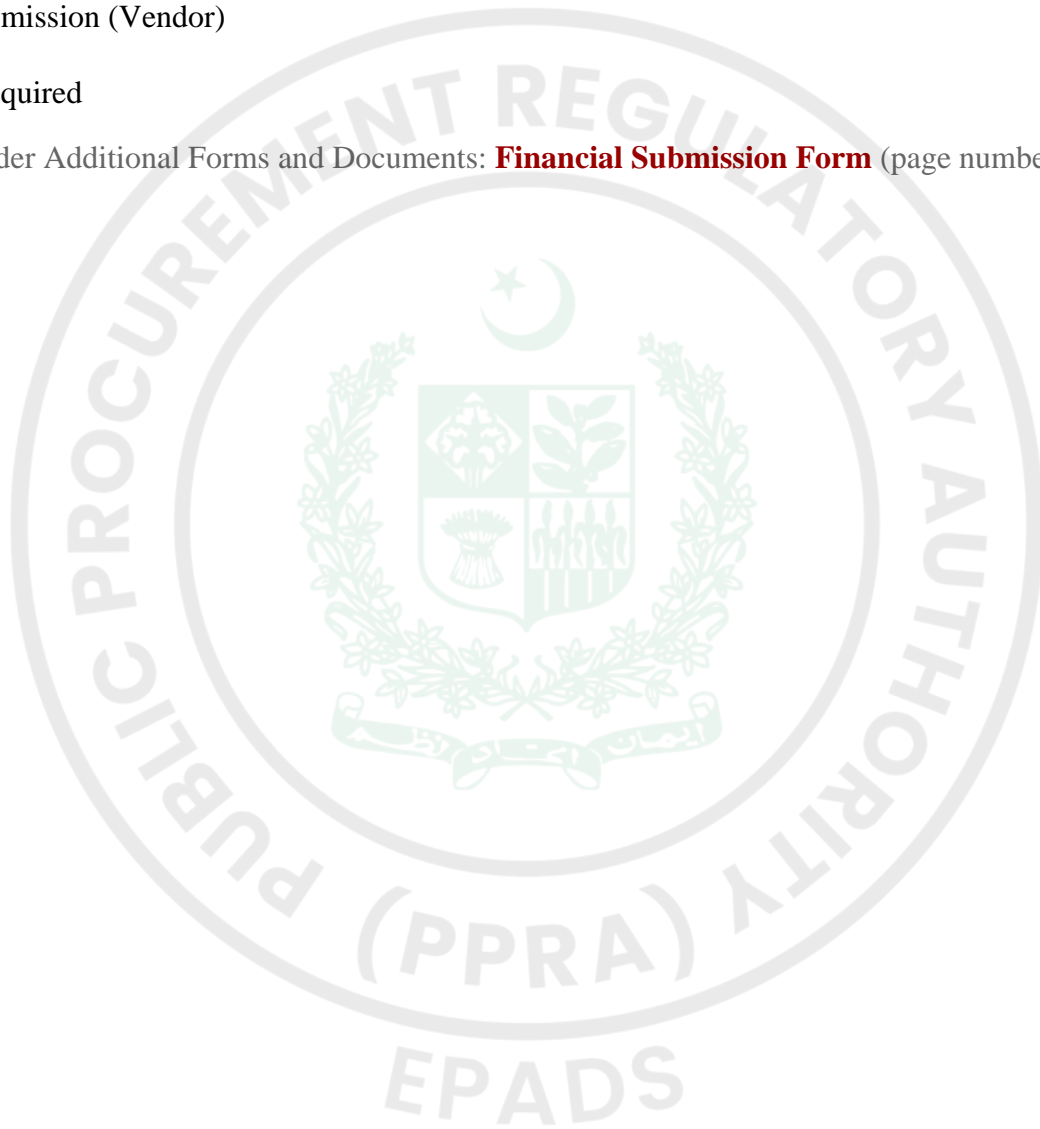 mission (Vendor)
quired
der Additional Forms and Documents: Financial Submission Form (page numbe
PUBLIC PROCUREMENT REGULATORY AUTHORITY
(PPRA)
EPADS